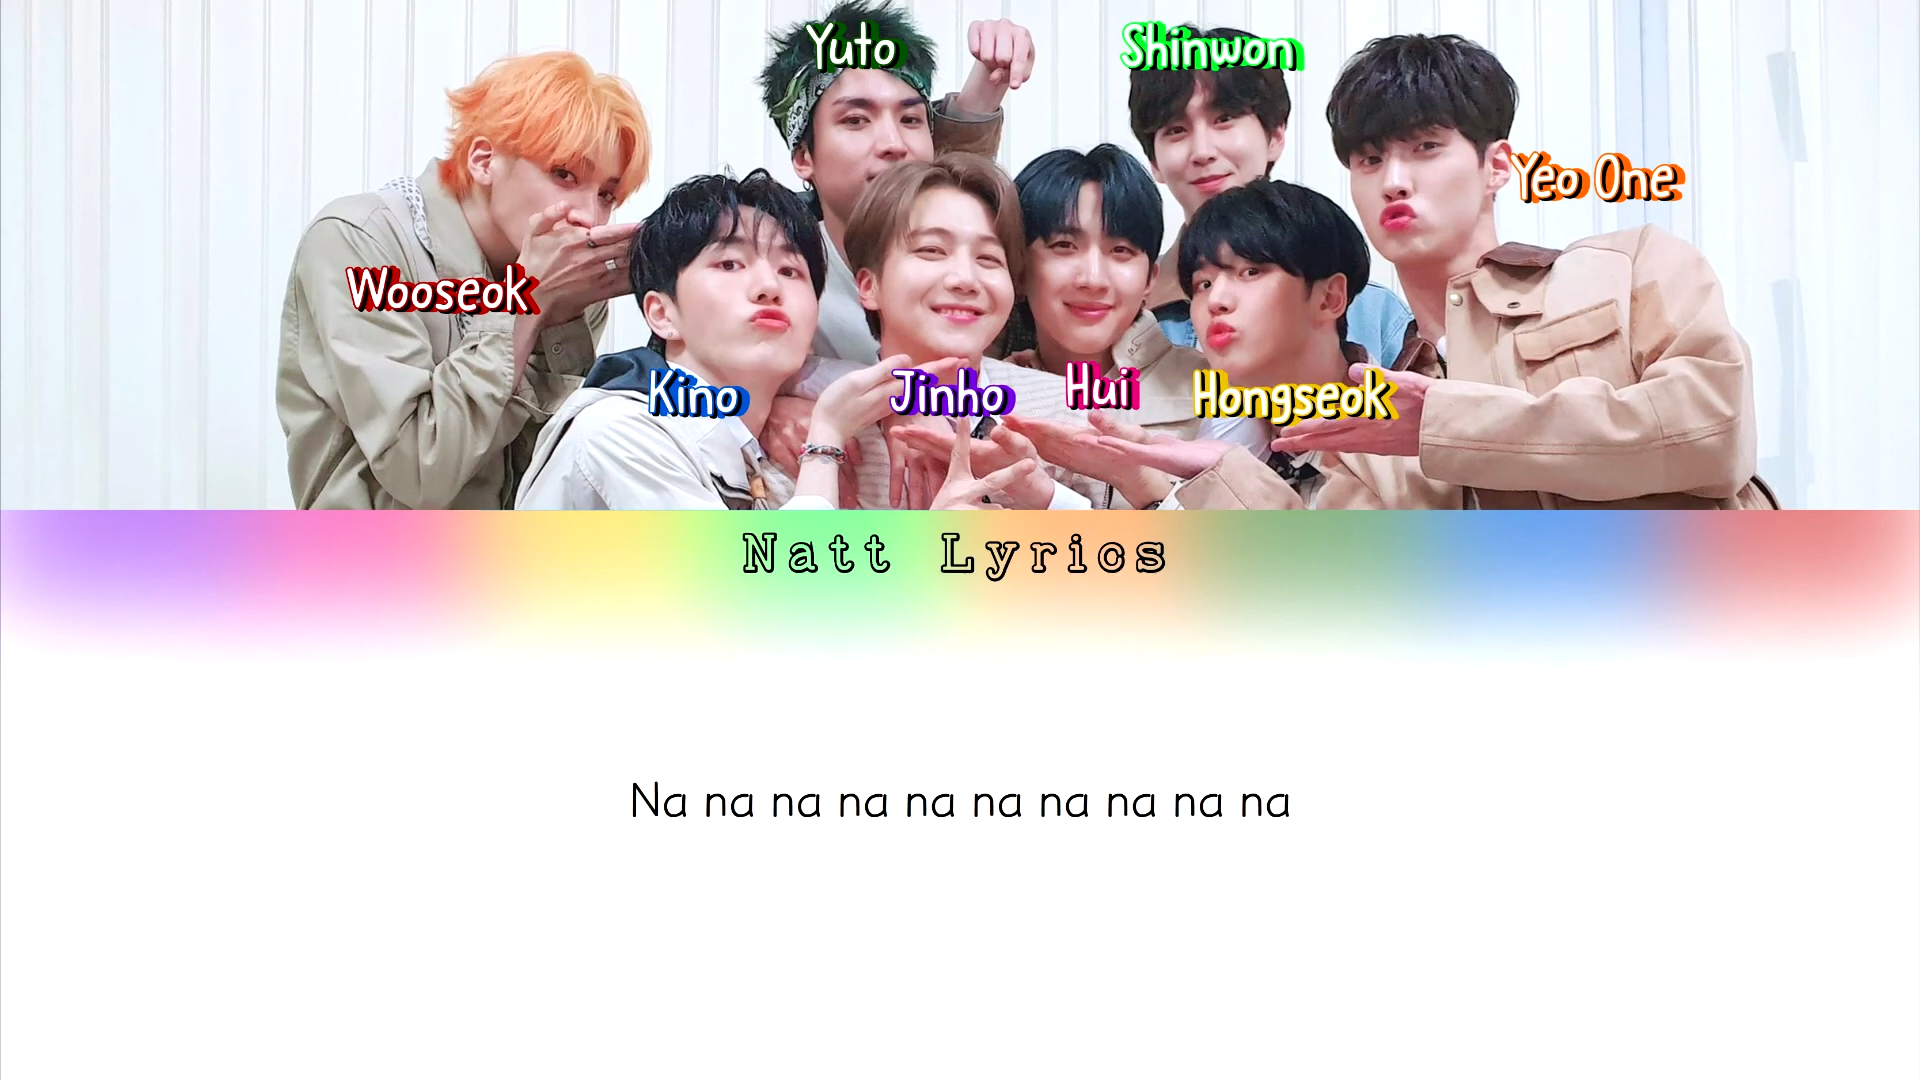 Yuto
Shinwon
Yeo One
Wooseok
Kino
Jinho
Hui
Hongseok
Natt Lyrics
Na na na na na na na na na na